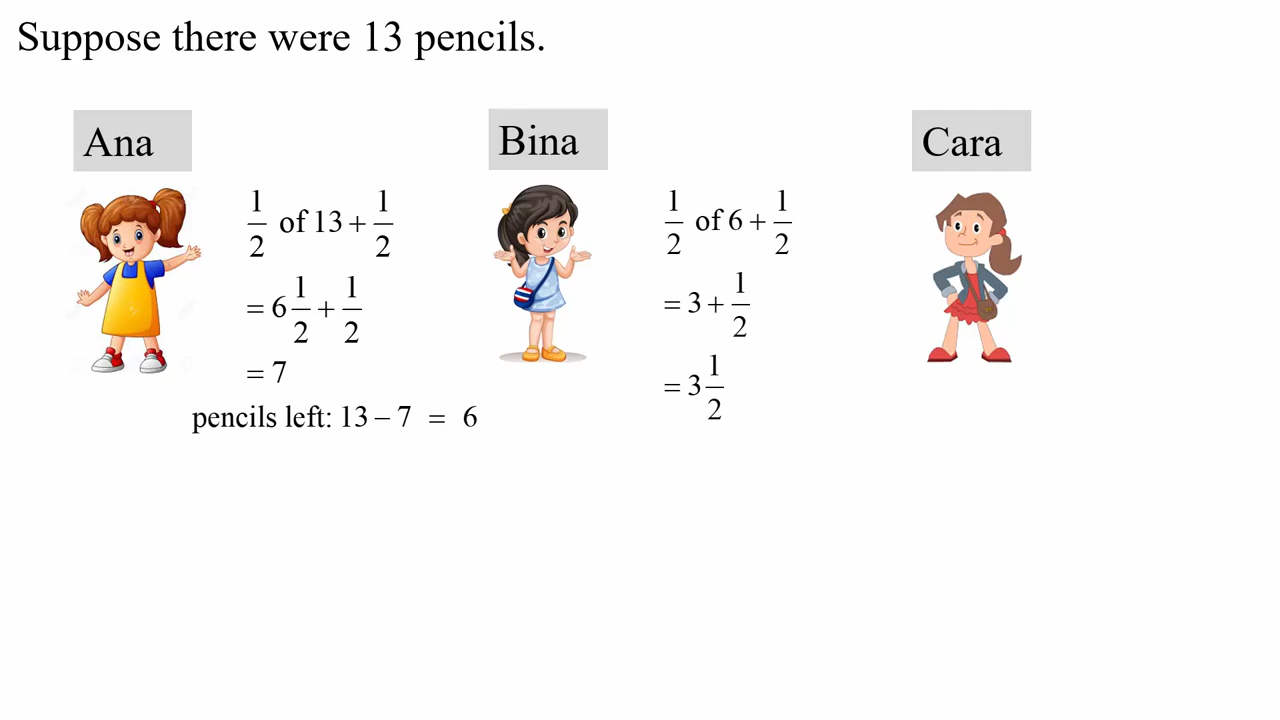 Suppose there were 13 pencils.
Ana
1/2 of 13 + 1/2
= 6 1/2 + 1/2
= 7
pencils left: 13 − 7 = 6
Bina
1/2 of 6 + 1/2
= 3 + 1/2
= 3 1/2
Cara